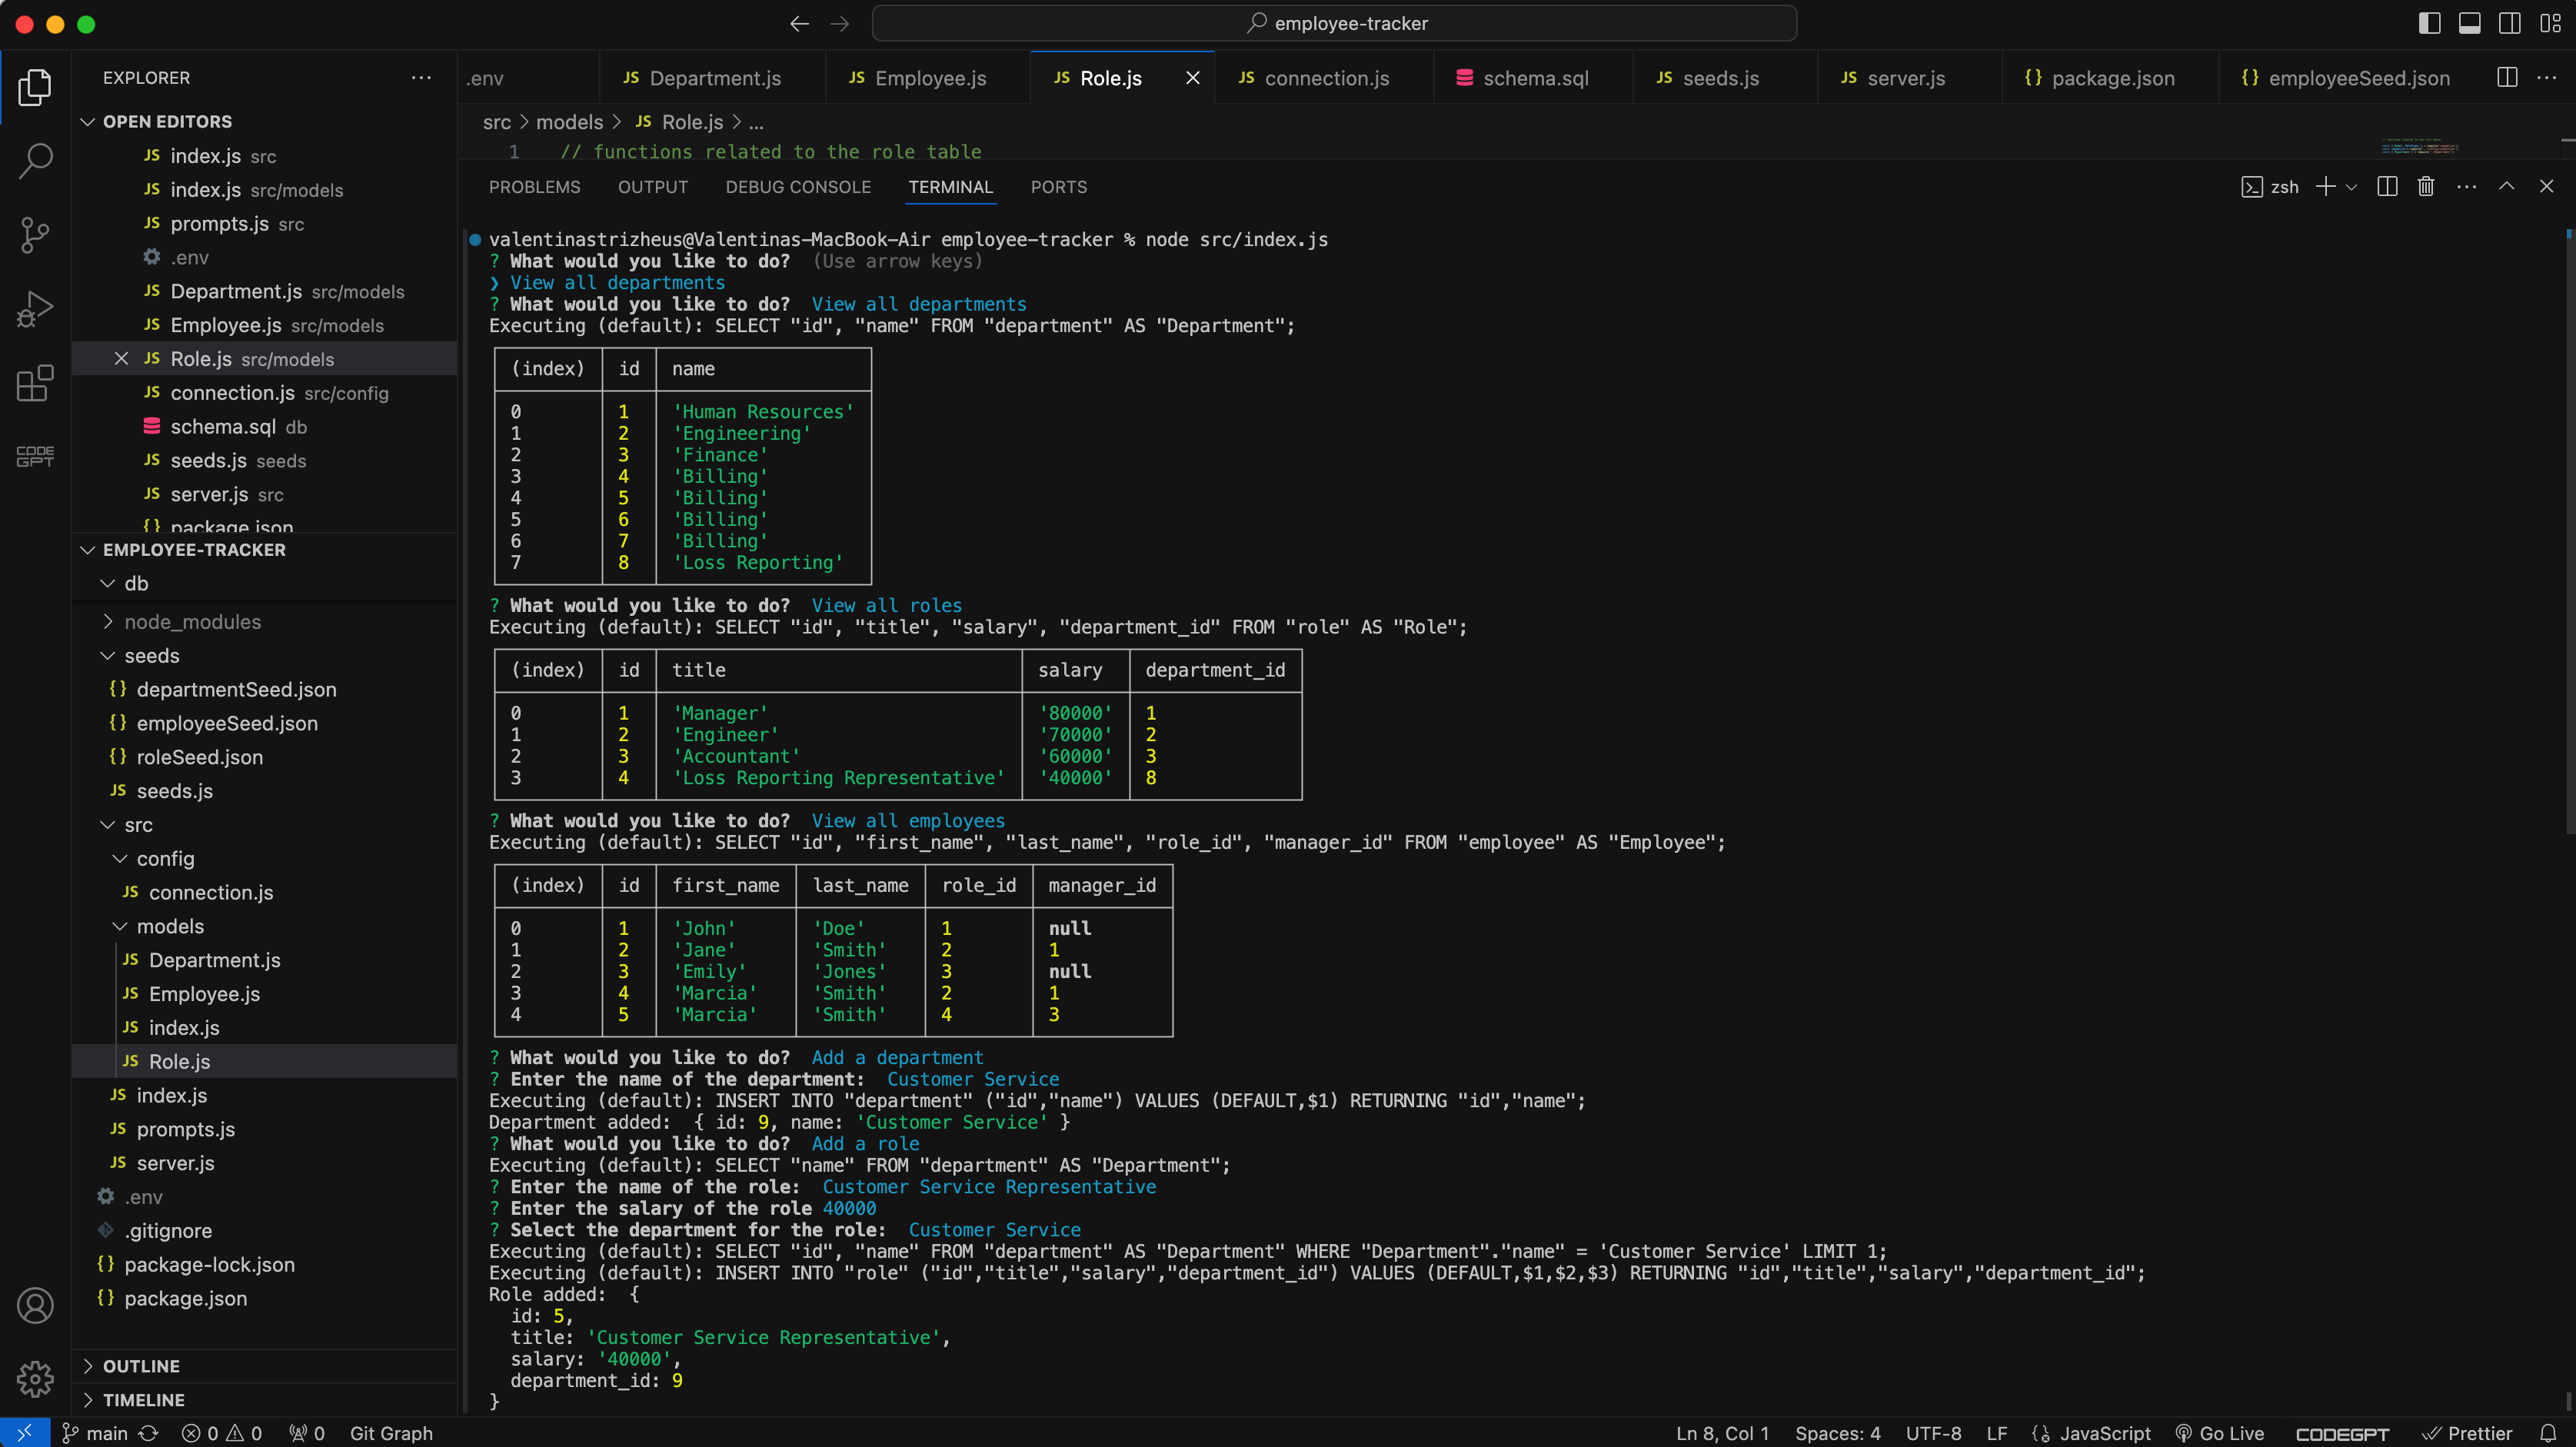 employee-tracker
EXPLORER
OPEN EDITORS
JS index.js src
JS index.js src/models
JS prompts.js src
.env
JS Department.js src/models
JS Employee.js src/models
JS Role.js src/models
JS connection.js src/config
schema.sql db
JS seeds.js seeds
JS server.js src
{} package.json
EMPLOYEE-TRACKER
db
node_modules
seeds
{} departmentSeed.json
{} employeeSeed.json
{} roleSeed.json
JS seeds.js
src
config
JS connection.js
models
JS Department.js
JS Employee.js
JS index.js
JS Role.js
JS index.js
JS prompts.js
JS server.js
.env
.gitignore
{} package-lock.json
{} package.json
OUTLINE
TIMELINE
CODE GPT
.env JS Department.js JS Employee.js JS Role.js JS connection.js schema.sql JS seeds.js JS server.js {} package.json {} employeeSeed.json
src > models > JS Role.js > ...
1 // functions related to the role table
PROBLEMS OUTPUT DEBUG CONSOLE TERMINAL PORTS
zsh
valentinastrizheus@Valentinas-MacBook-Air employee-tracker % node src/index.js
? What would you like to do? (Use arrow keys)
❯ View all departments
? What would you like to do? View all departments
Executing (default): SELECT "id", "name" FROM "department" AS "Department";
(index) id name
0 1 'Human Resources'
1 2 'Engineering'
2 3 'Finance'
3 4 'Billing'
4 5 'Billing'
5 6 'Billing'
6 7 'Billing'
7 8 'Loss Reporting'
? What would you like to do? View all roles
Executing (default): SELECT "id", "title", "salary", "department_id" FROM "role" AS "Role";
(index) id title salary department_id
0 1 'Manager' '80000' 1
1 2 'Engineer' '70000' 2
2 3 'Accountant' '60000' 3
3 4 'Loss Reporting Representative' '40000' 8
? What would you like to do? View all employees
Executing (default): SELECT "id", "first_name", "last_name", "role_id", "manager_id" FROM "employee" AS "Employee";
(index) id first_name last_name role_id manager_id
0 1 'John' 'Doe' 1 null
1 2 'Jane' 'Smith' 2 1
2 3 'Emily' 'Jones' 3 null
3 4 'Marcia' 'Smith' 2 1
4 5 'Marcia' 'Smith' 4 3
? What would you like to do? Add a department
? Enter the name of the department: Customer Service
Executing (default): INSERT INTO "department" ("id","name") VALUES (DEFAULT,$1) RETURNING "id","name";
Department added: { id: 9, name: 'Customer Service' }
? What would you like to do? Add a role
Executing (default): SELECT "name" FROM "department" AS "Department";
? Enter the name of the role: Customer Service Representative
? Enter the salary of the role 40000
? Select the department for the role: Customer Service
Executing (default): SELECT "id", "name" FROM "department" AS "Department" WHERE "Department"."name" = 'Customer Service' LIMIT 1;
Executing (default): INSERT INTO "role" ("id","title","salary","department_id") VALUES (DEFAULT,$1,$2,$3) RETURNING "id","title","salary","department_id";
Role added: {
id: 5,
title: 'Customer Service Representative',
salary: '40000',
department_id: 9
}
main 0 0 0 Git Graph Ln 8, Col 1 Spaces: 4 UTF-8 LF JavaScript Go Live CODEGPT Prettier